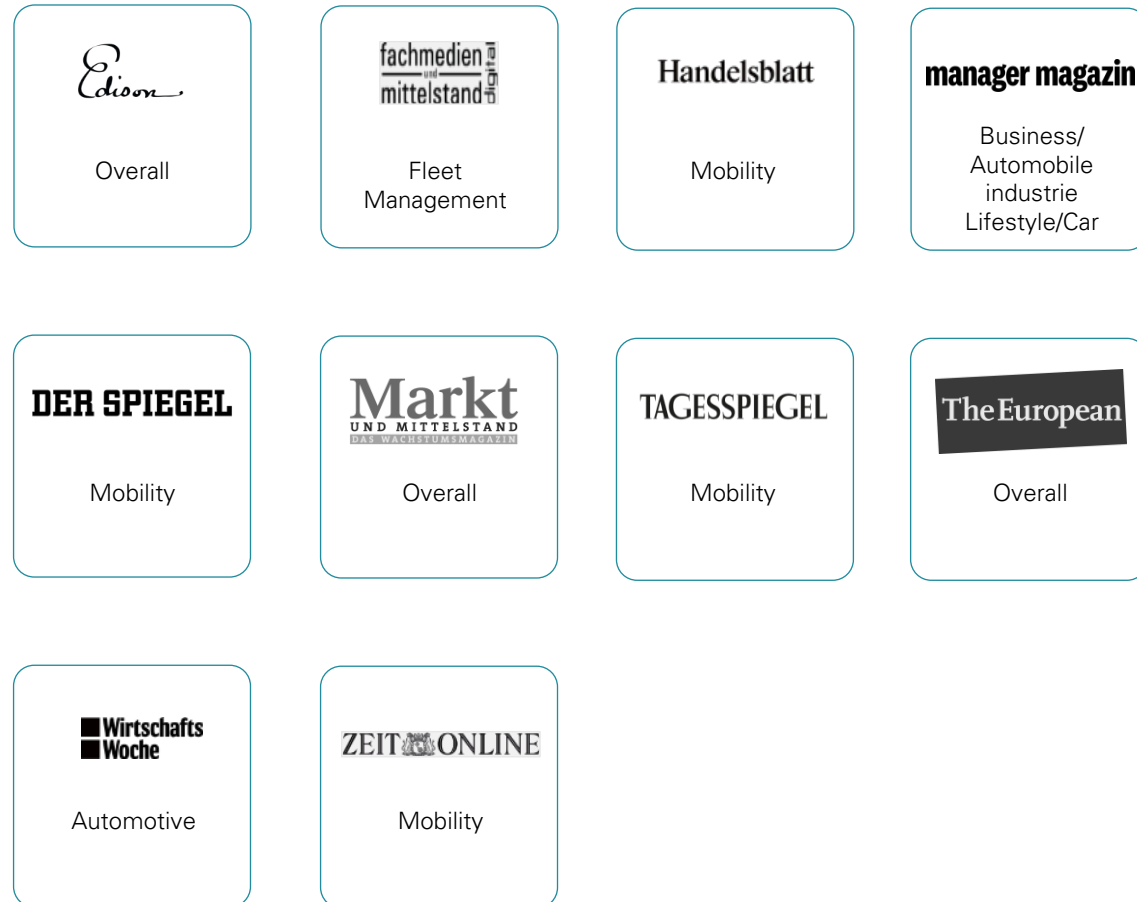 Edison
Overall
fachmedien
und
mittelstand
digital
Fleet
Management
Handelsblatt
Mobility
manager magazin
Business/
Automobile
industrie
Lifestyle/Car
DER SPIEGEL
Mobility
Markt
UND MITTELSTAND
DAS WACHSTUMSMAGAZIN
Overall
TAGESSPIEGEL
Mobility
The European
Overall
Wirtschafts
Woche
Automotive
ZEIT ONLINE
Mobility